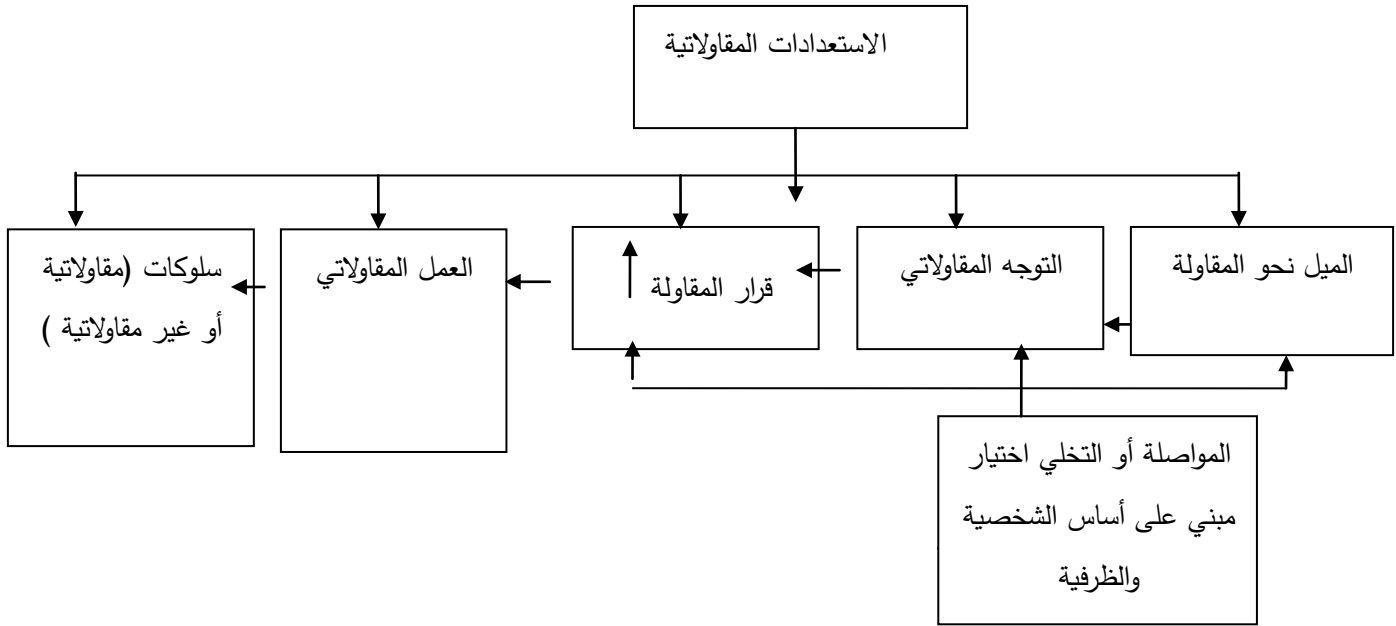 الاستعدادات المقاولاتية
الميل نحو المقاولة
التوجه المقاولاتي
قرار المقاولة
العمل المقاولاتي
سلوكات (مقاولاتية
أو غير مقاولاتية )
المواصلة أو التخلي اختيار
مبني على أساس الشخصية
والظرفية